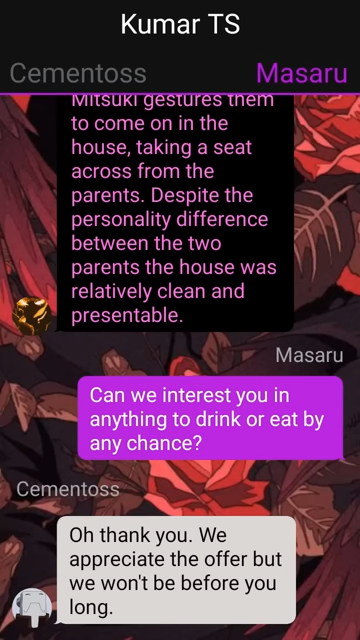 Kumar TS
Cementoss
Masaru
Mitsuki gestures them
to come on in the
house, taking a seat
across from the
parents. Despite the
personality difference
between the two
parents the house was
relatively clean and
presentable.
Masaru
Can we interest you in
anything to drink or eat by
any chance?
Cementoss
Oh thank you. We
appreciate the offer but
we won't be before you
long.